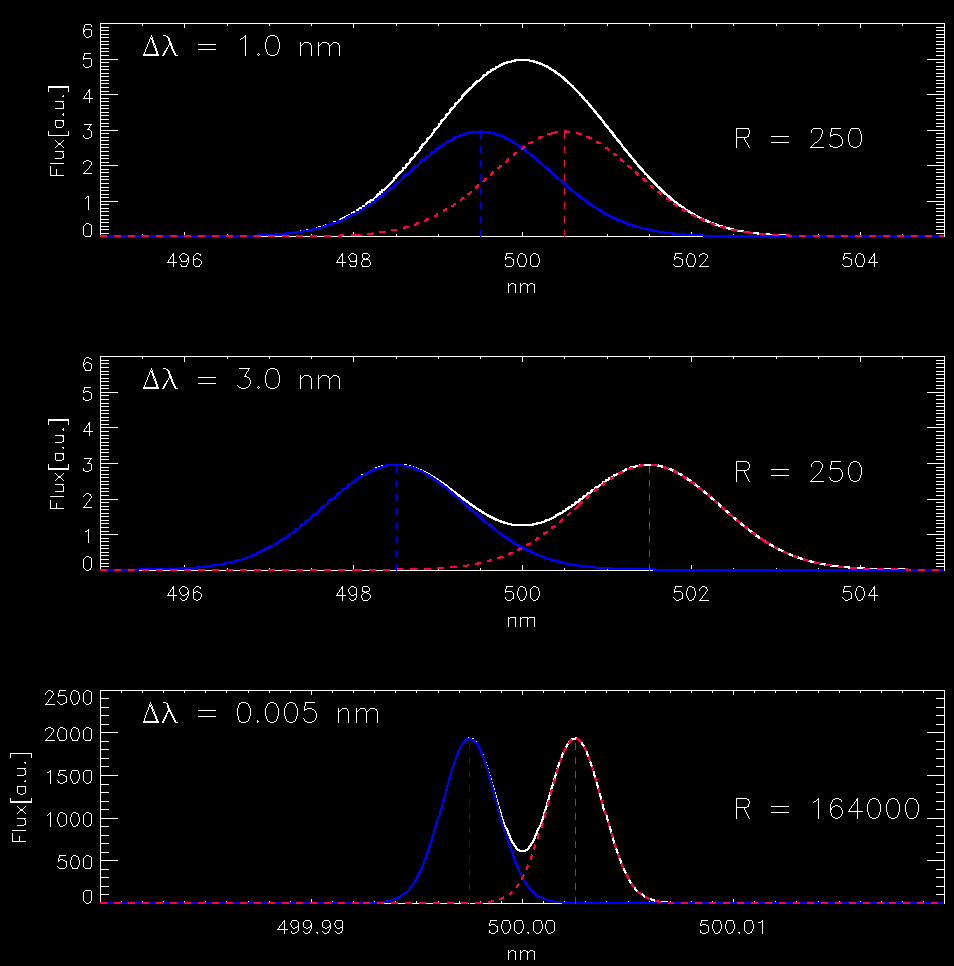 Δλ = 1.0 nm
R = 250
Flux[a.u.]
6
5
4
3
2
1
0
496 498 500 502 504
nm
Δλ = 3.0 nm
R = 250
Flux[a.u.]
6
5
4
3
2
1
0
496 498 500 502 504
nm
Δλ = 0.005 nm
R = 164000
Flux[a.u.]
2500
2000
1500
1000
500
0
499.99 500.00 500.01
nm